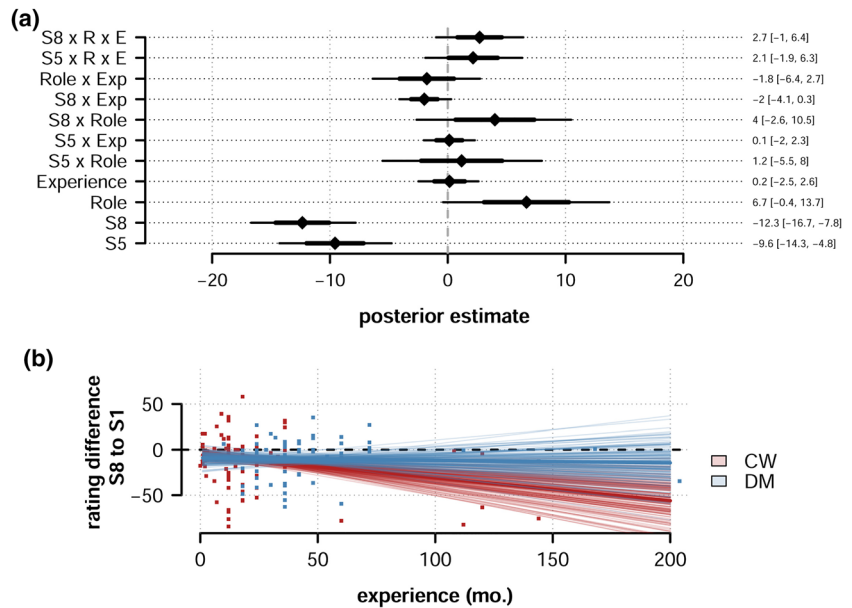 (a)
S8 x R x E 2.7 [−1, 6.4]
S5 x R x E 2.1 [−1.9, 6.3]
Role x Exp −1.8 [−6.4, 2.7]
S8 x Exp −2 [−4.1, 0.3]
S8 x Role 4 [−2.6, 10.5]
S5 x Exp 0.1 [−2, 2.3]
S5 x Role 1.2 [−5.5, 8]
Experience 0.2 [−2.5, 2.6]
Role 6.7 [−0.4, 13.7]
S8 −12.3 [−16.7, −7.8]
S5 −9.6 [−14.3, −4.8]
−20 −10 0 10 20
posterior estimate
(b)
rating difference
S8 to S1
50
0
−50
CW
DM
0 50 100 150 200
experience (mo.)